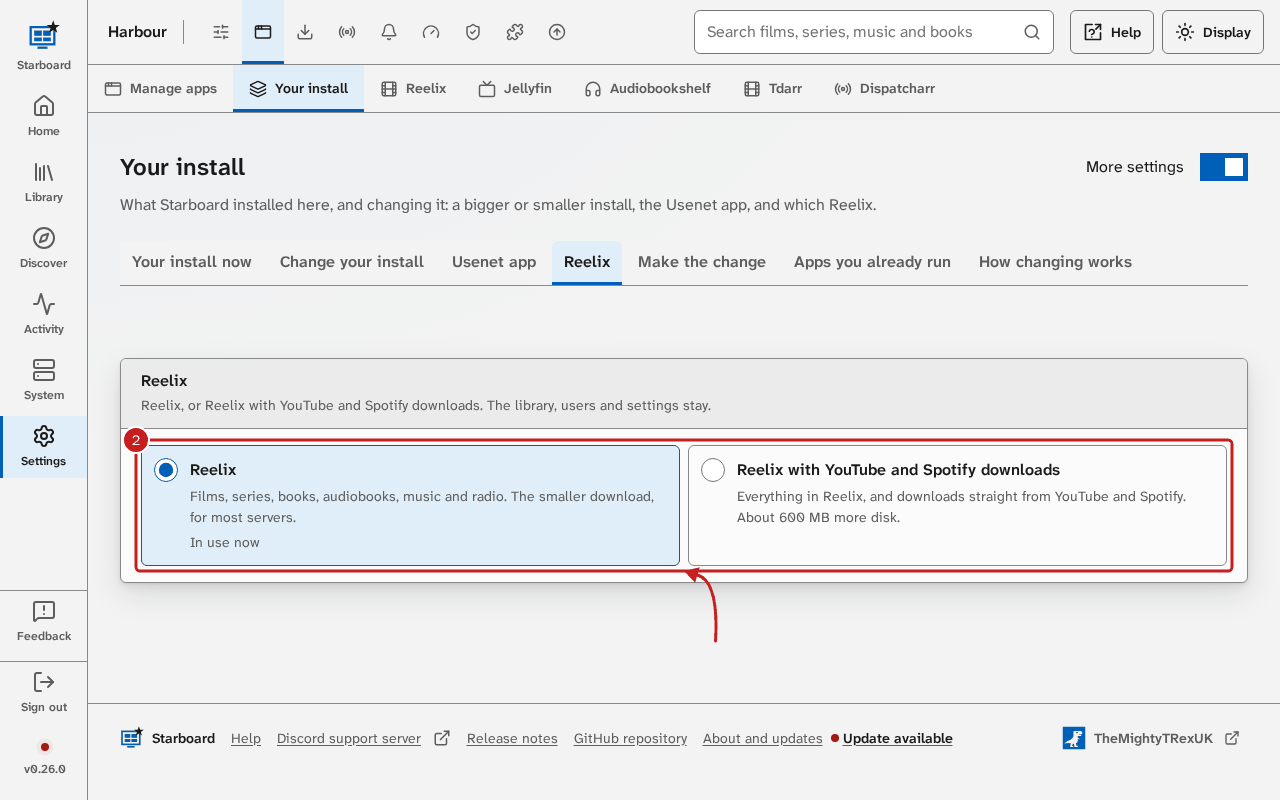 Starboard
Home
Library
Discover
Activity
System
Settings
Feedback
Sign out
v0.26.0
Harbour
Search films, series, music and books
Help
Display
Manage apps
Your install
Reelix
Jellyfin
Audiobookshelf
Tdarr
Dispatcharr
Your install
More settings
What Starboard installed here, and changing it: a bigger or smaller install, the Usenet app, and which Reelix.
Your install now
Change your install
Usenet app
Reelix
Make the change
Apps you already run
How changing works
Reelix
Reelix, or Reelix with YouTube and Spotify downloads. The library, users and settings stay.
2
Reelix
Films, series, books, audiobooks, music and radio. The smaller download,
for most servers.
In use now
Reelix with YouTube and Spotify downloads
Everything in Reelix, and downloads straight from YouTube and Spotify.
About 600 MB more disk.
Starboard
Help
Discord support server
Release notes
GitHub repository
About and updates
Update available
TheMightyTRexUK